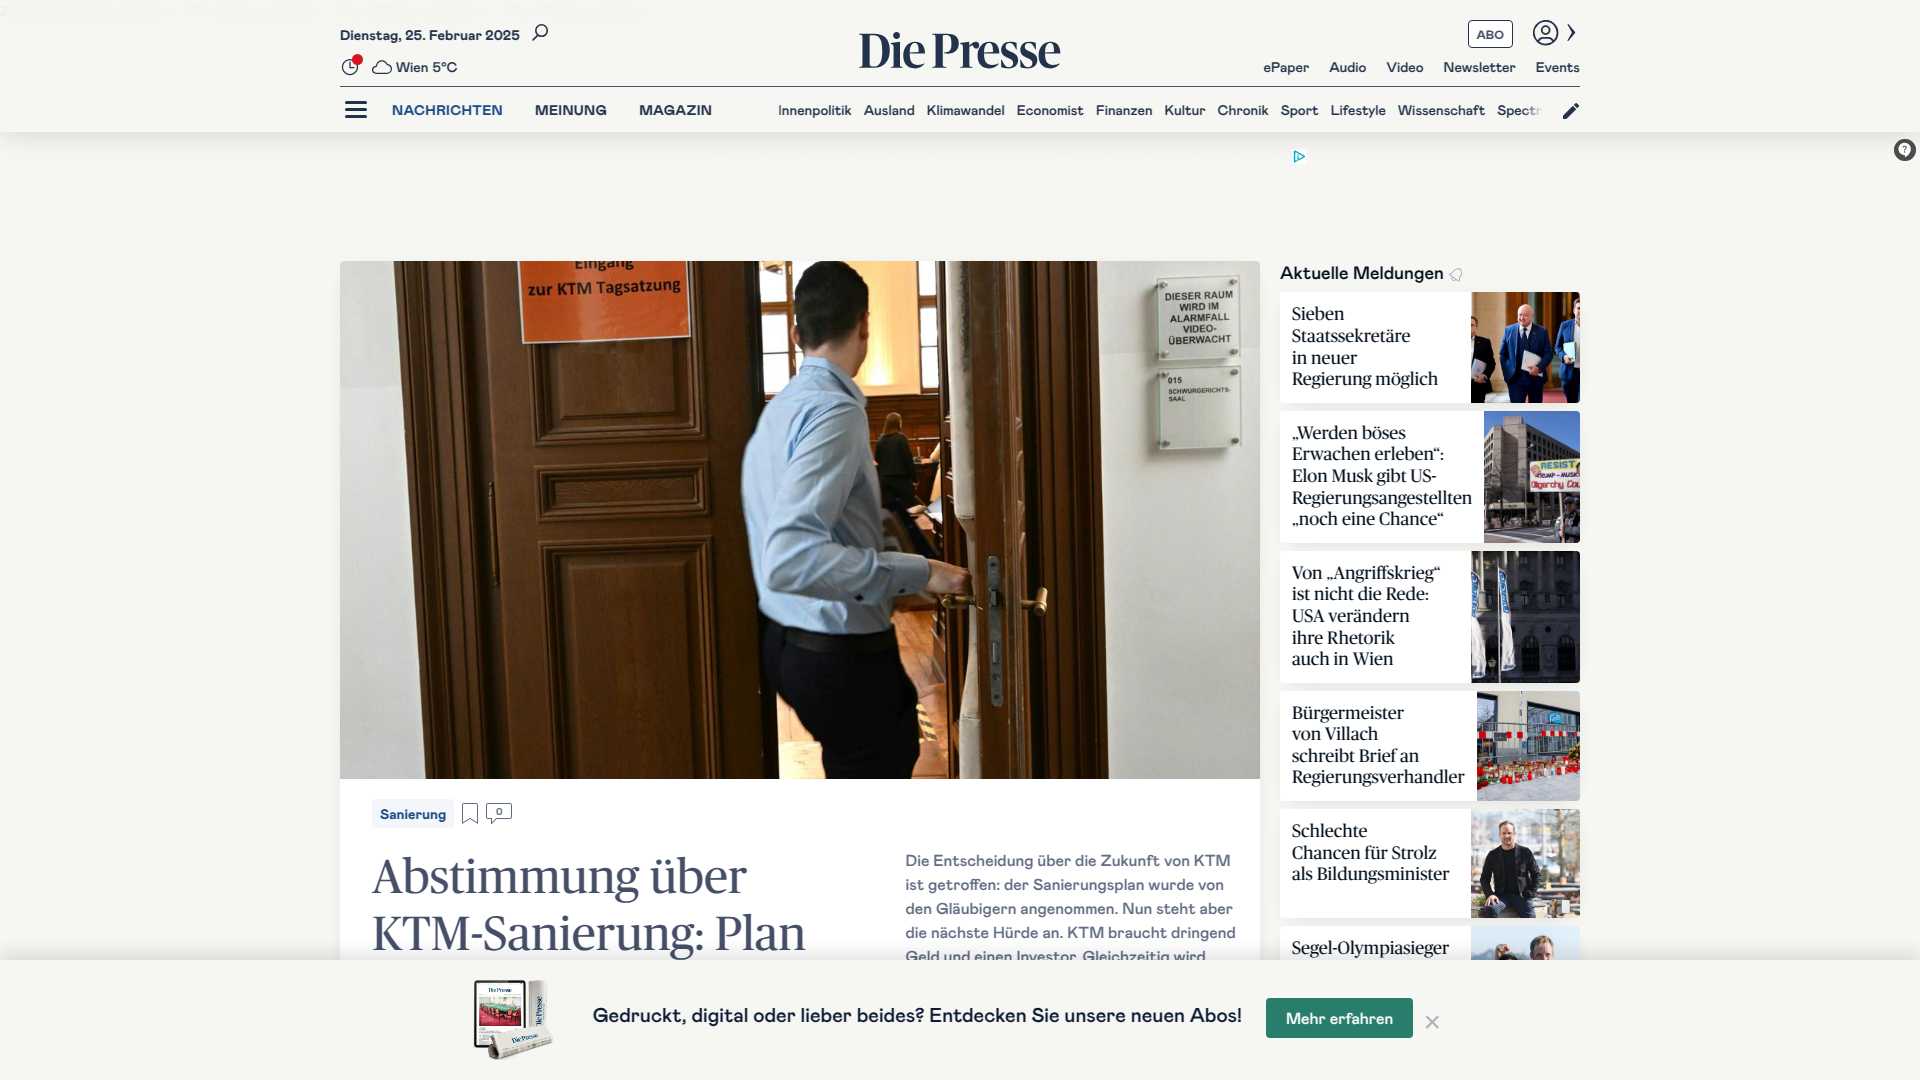 Dienstag, 25. Februar 2025
Wien 5°C
Die Presse
ABO
ePaper Audio Video Newsletter Events
NACHRICHTEN MEINUNG MAGAZIN
Innenpolitik Ausland Klimawandel Economist Finanzen Kultur Chronik Sport Lifestyle Wissenschaft
Eingang
zur KTM Tagsatzung
DIESER RAUM
WIRD IM
ALARMFALL
VIDEO-
ÜBERWACHT
015
SCHWURGERICHTS-
SAAL
Sanierung
0
Abstimmung über
KTM-Sanierung: Plan
Die Entscheidung über die Zukunft von KTM
ist getroffen: der Sanierungsplan wurde von
den Gläubigern angenommen. Nun steht aber
die nächste Hürde an. KTM braucht dringend
Geld und einen Investor. Gleichzeitig wird
Aktuelle Meldungen
Sieben
Staatssekretäre
in neuer
Regierung möglich
„Werden böses
Erwachen erleben“:
Elon Musk gibt US-
Regierungsangestellten
„noch eine Chance“
RESIST
Von „Angriffskrieg“
ist nicht die Rede:
USA verändern
ihre Rhetorik
auch in Wien
Bürgermeister
von Villach
schreibt Brief an
Regierungsverhandler
Schlechte
Chancen für Strolz
als Bildungsminister
Segel-Olympiasieger
Die Presse
Die Presse
Die Presse
Gedruckt, digital oder lieber beides? Entdecken Sie unsere neuen Abos!
Mehr erfahren